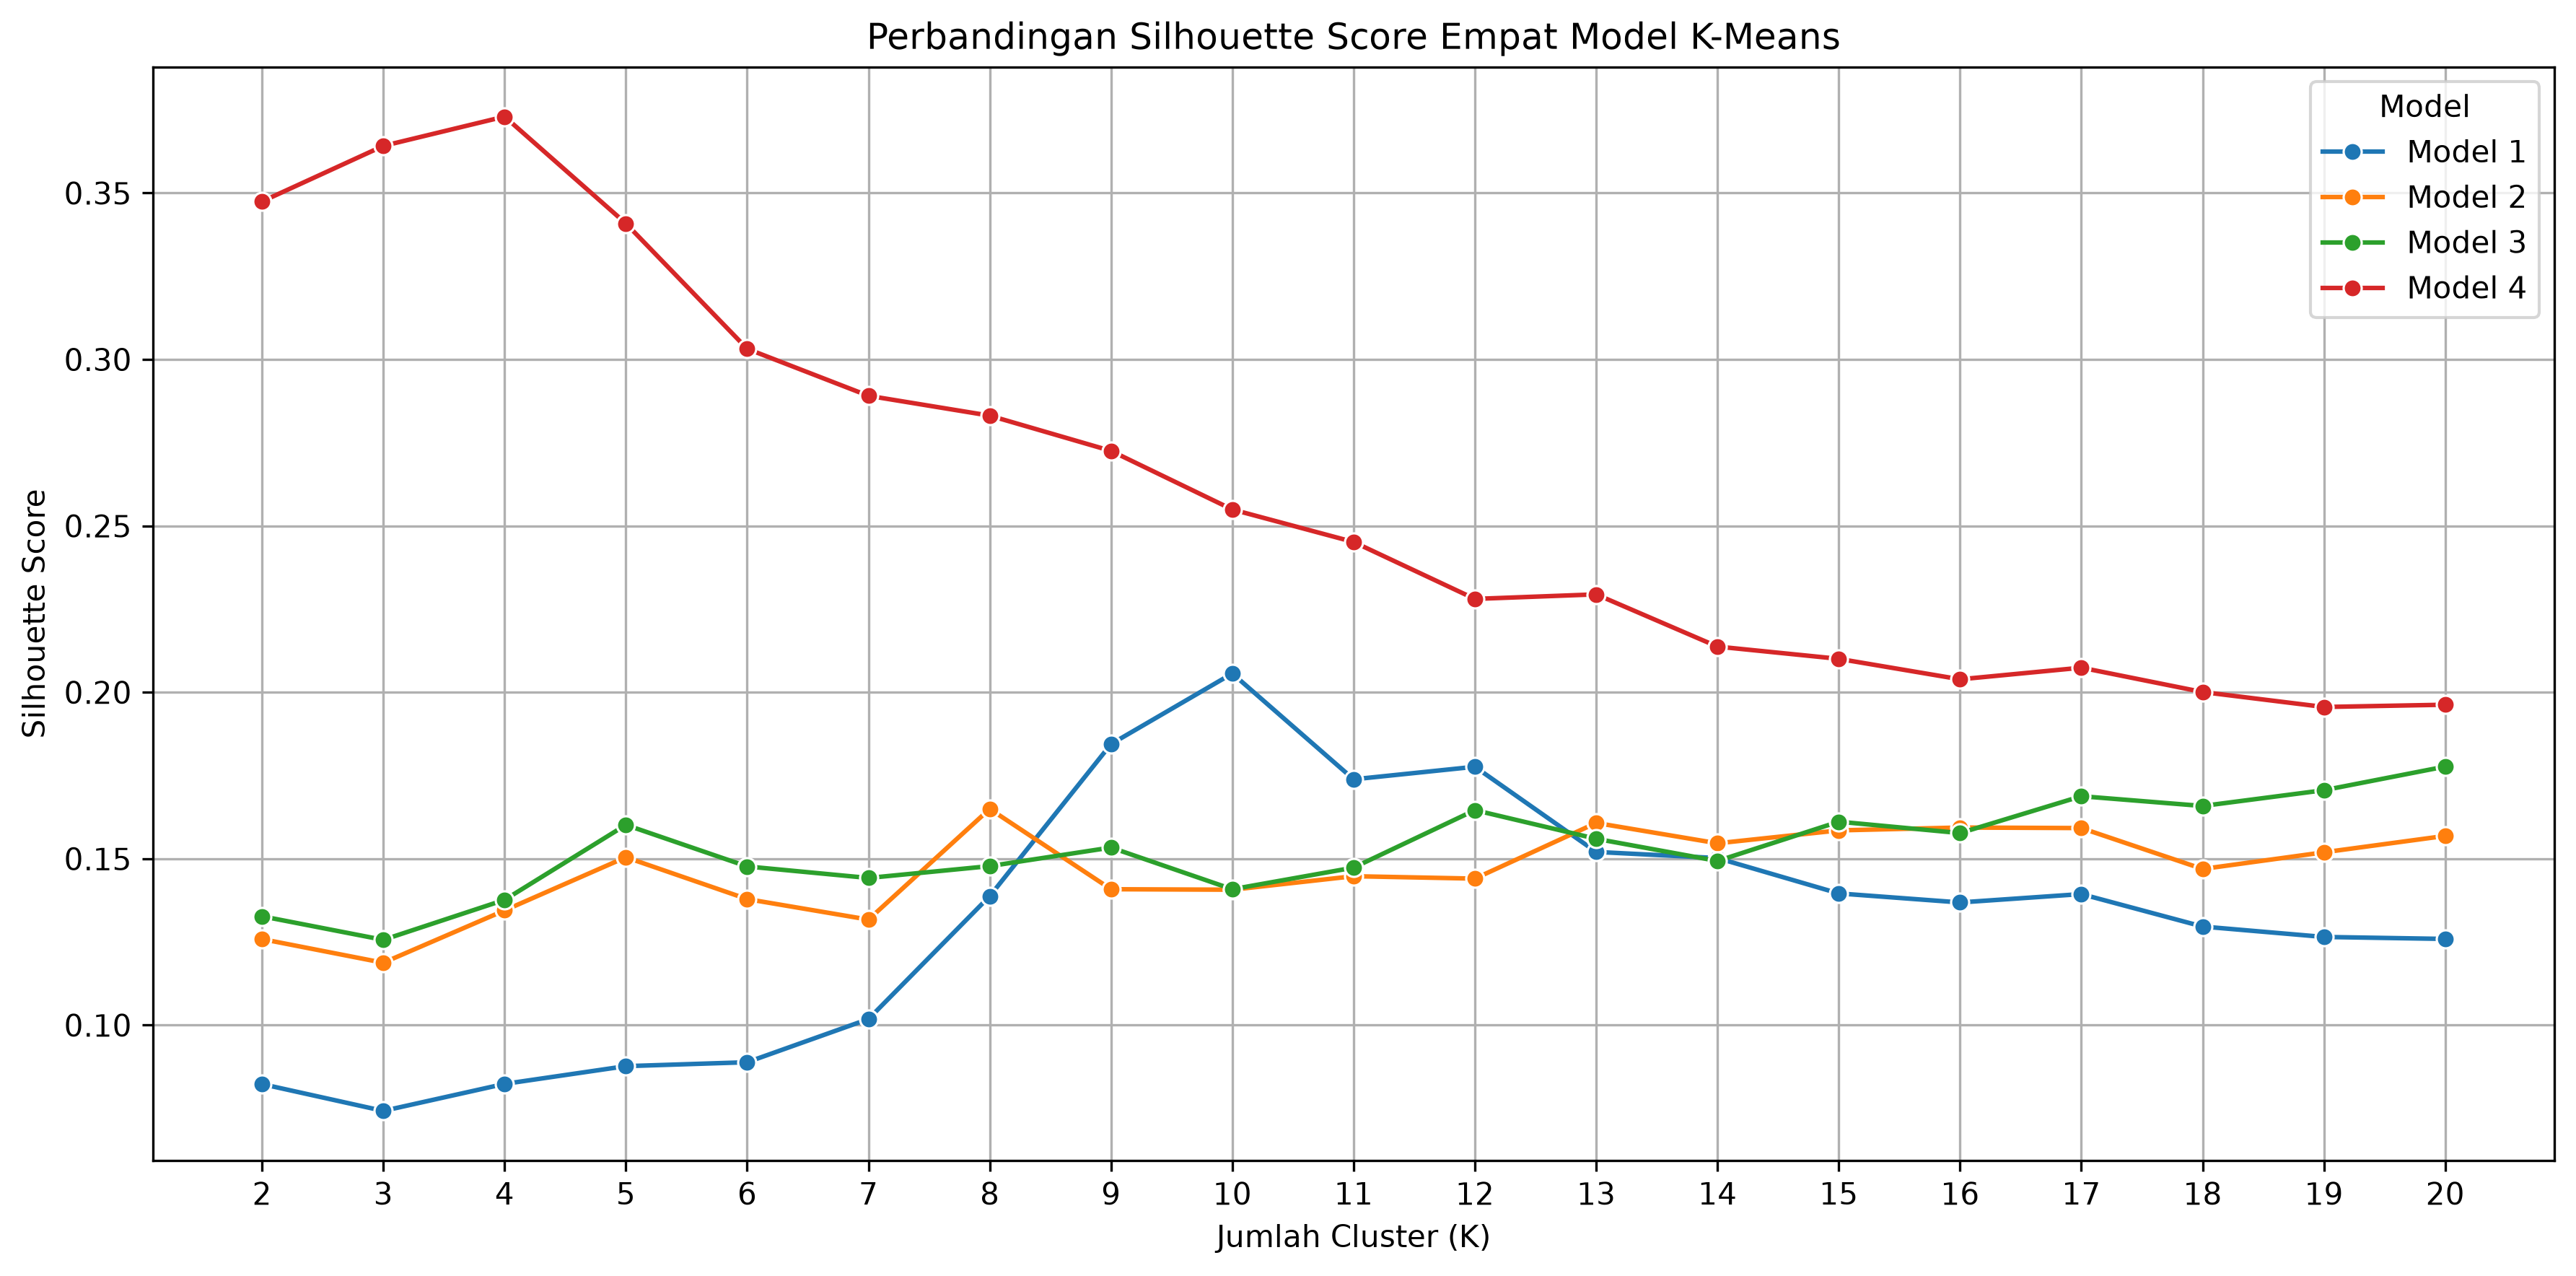 Perbandingan Silhouette Score Empat Model K-Means
Model
Model 1
Model 2
Model 3
Model 4
Silhouette Score
0.35
0.30
0.25
0.20
0.15
0.10
2 3 4 5 6 7 8 9 10 11 12 13 14 15 16 17 18 19 20
Jumlah Cluster (K)